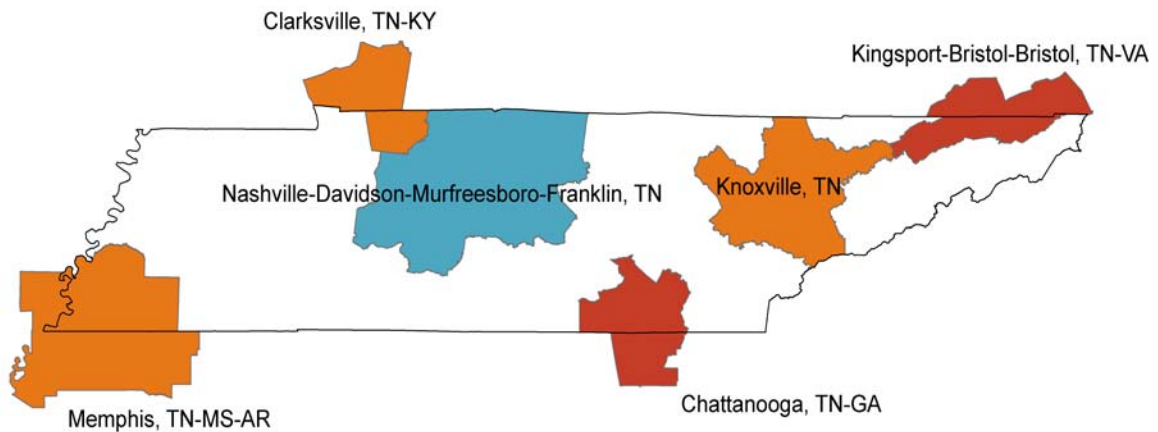 Clarksville, TN-KY
Kingsport-Bristol-Bristol, TN-VA
Nashville-Davidson-Murfreesboro-Franklin, TN
Knoxville, TN
Memphis, TN-MS-AR
Chattanooga, TN-GA